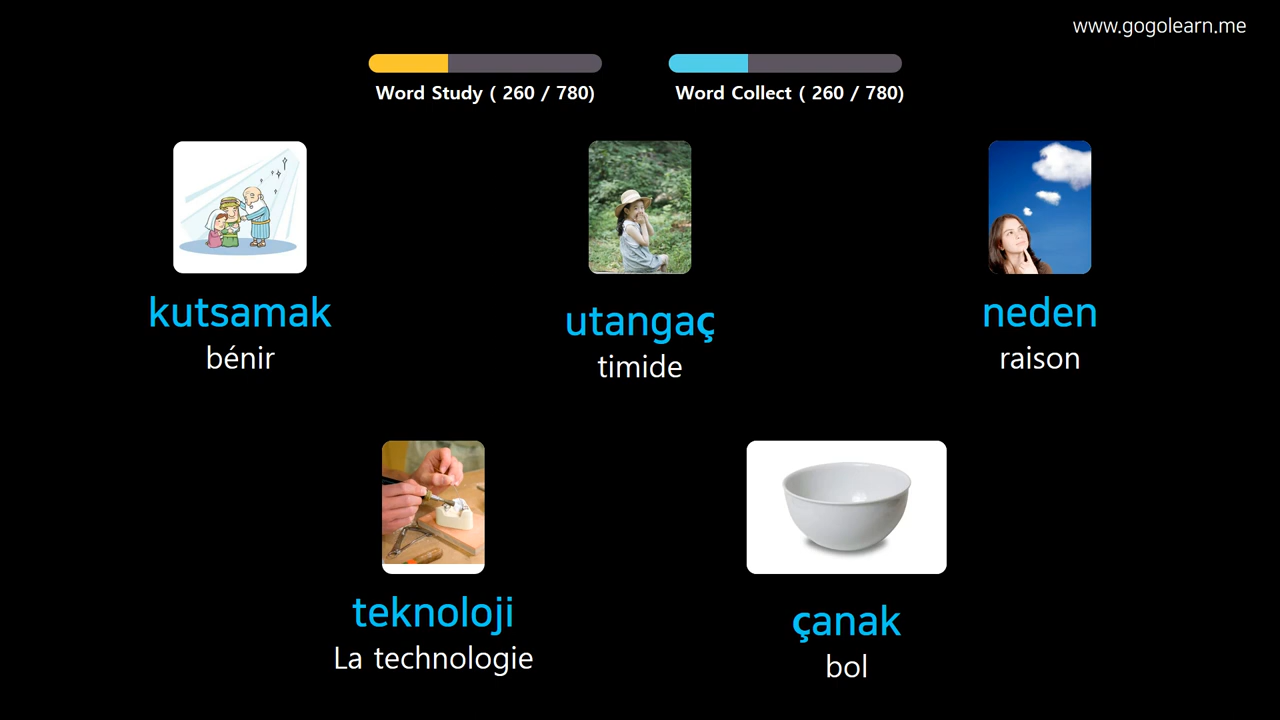 www.gogolearn.me
Word Study ( 260 / 780)
Word Collect ( 260 / 780)
kutsamak
bénir
utangaç
timide
neden
raison
teknoloji
La technologie
çanak
bol